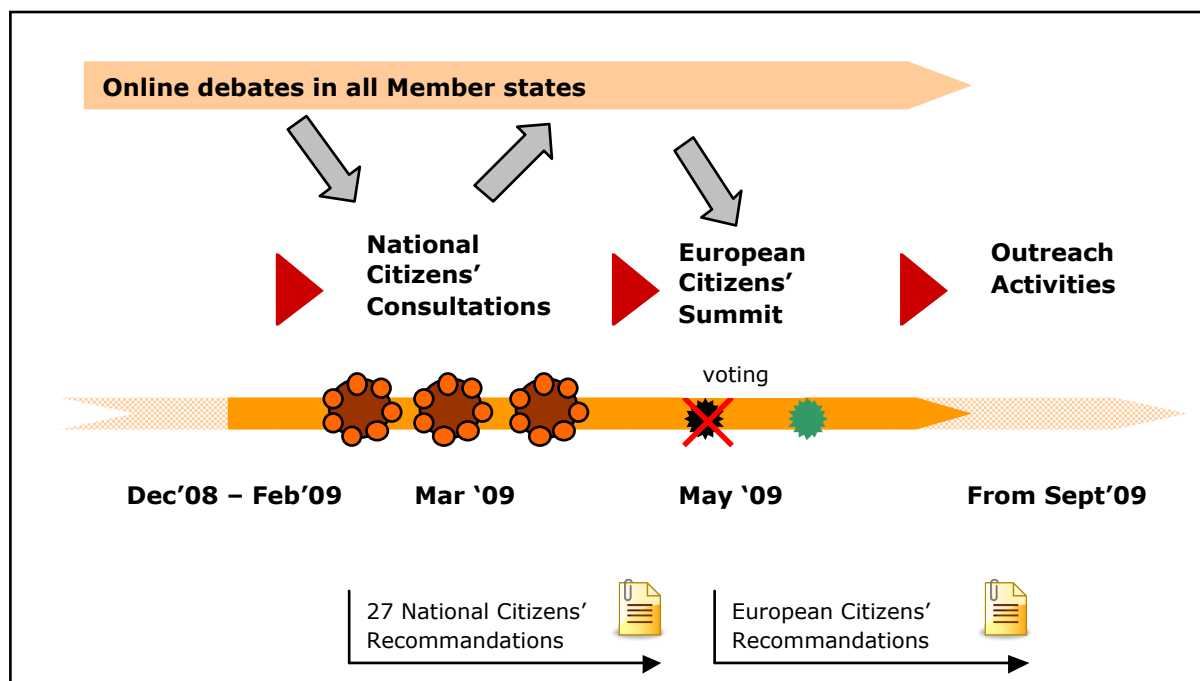 Online debates in all Member states
National
Citizens’
Consultations
European
Citizens’
Summit
Outreach
Activities
voting
Dec’08 – Feb’09
Mar ‘09
May ‘09
From Sept’09
27 National Citizens’
Recommandations
European Citizens’
Recommandations